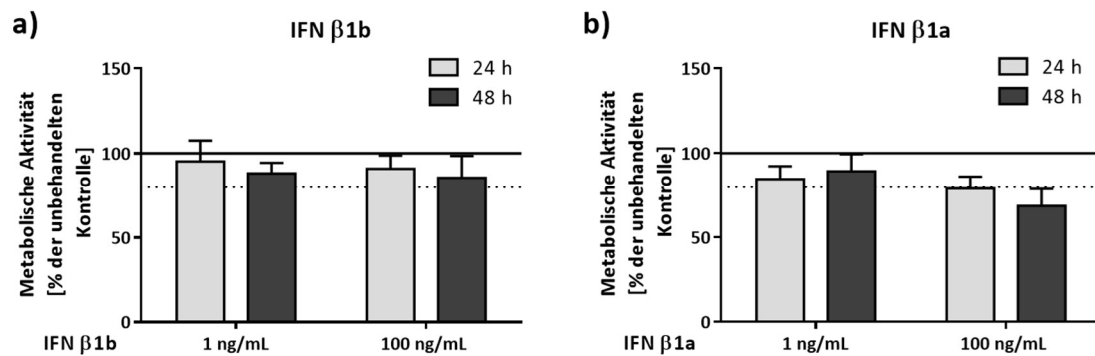 a)
IFN β1b
24 h
48 h
Metabolische Aktivität
[% der unbehandelten
Kontrolle]
150
100
50
0
IFN β1b
1 ng/mL
100 ng/mL
b)
IFN β1a
24 h
48 h
Metabolische Aktivität
[% der unbehandelten
Kontrolle]
150
100
50
0
IFN β1a
1 ng/mL
100 ng/mL